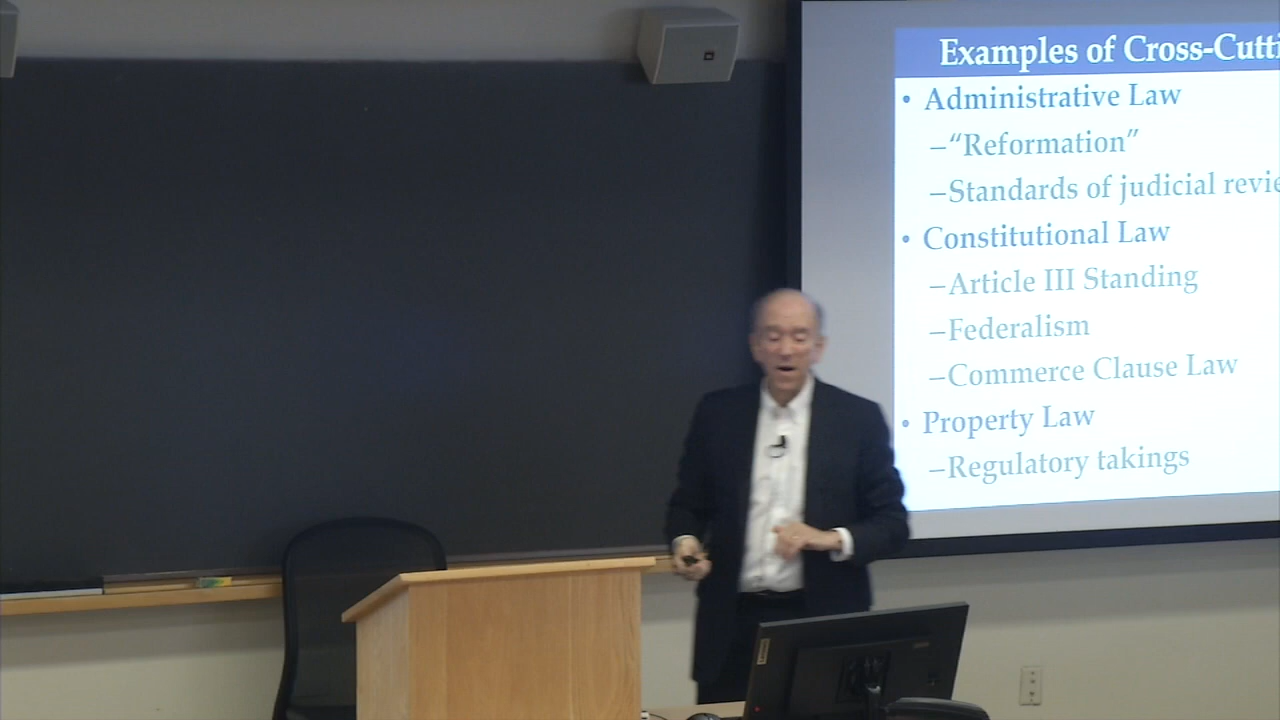 Examples of Cross-Cutti
• Administrative Law
–“Reformation”
–Standards of judicial revie
• Constitutional Law
–Article III Standing
–Federalism
–Commerce Clause Law
• Property Law
–Regulatory takings
Lenovo